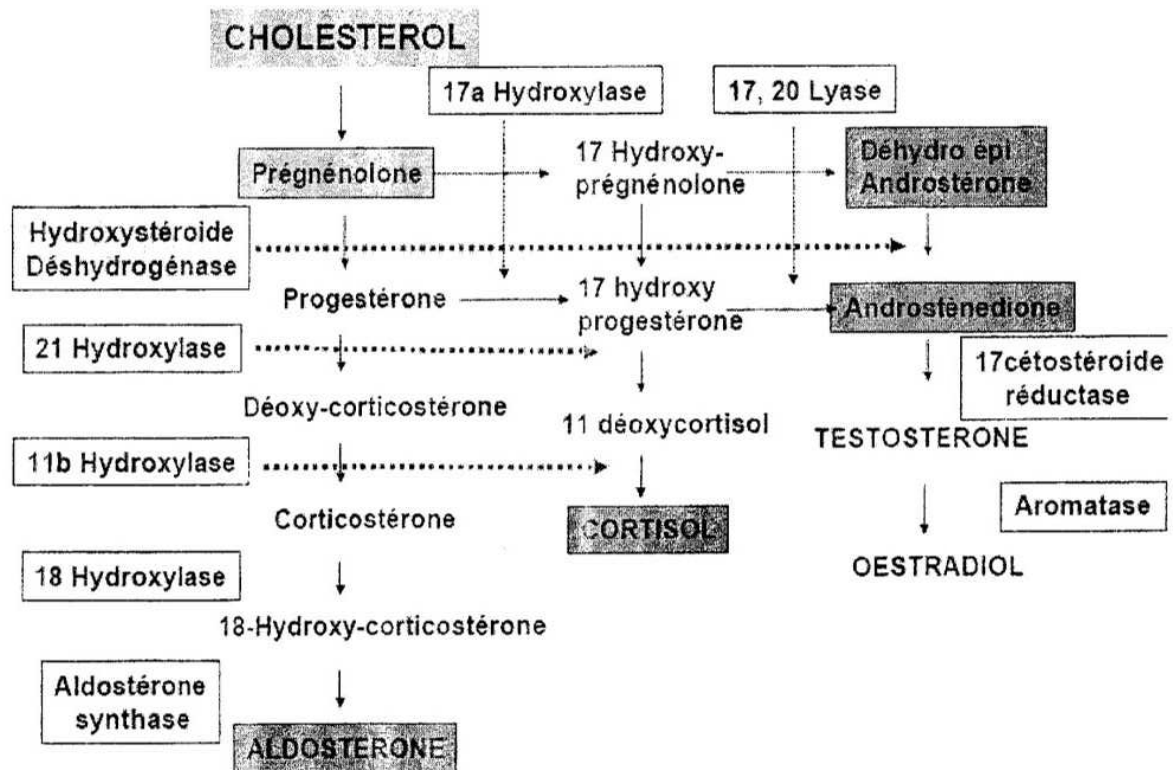 CHOLESTEROL
17a Hydroxylase
17, 20 Lyase
Prégnénolone
17 Hydroxy-
prégnénolone
Déhydro épi
Androstérone
Hydroxystéroide
Déshydrogénase
Progestérone
17 hydroxy
progestérone
Androstènedione
21 Hydroxylase
17cétostéroide
réductase
Déoxy-corticostérone
11 déoxycortisol
TESTOSTERONE
11b Hydroxylase
Corticostérone
CORTISOL
Aromatase
18 Hydroxylase
OESTRADIOL
18-Hydroxy-corticostérone
Aldostérone
synthase
ALDOSTERONE